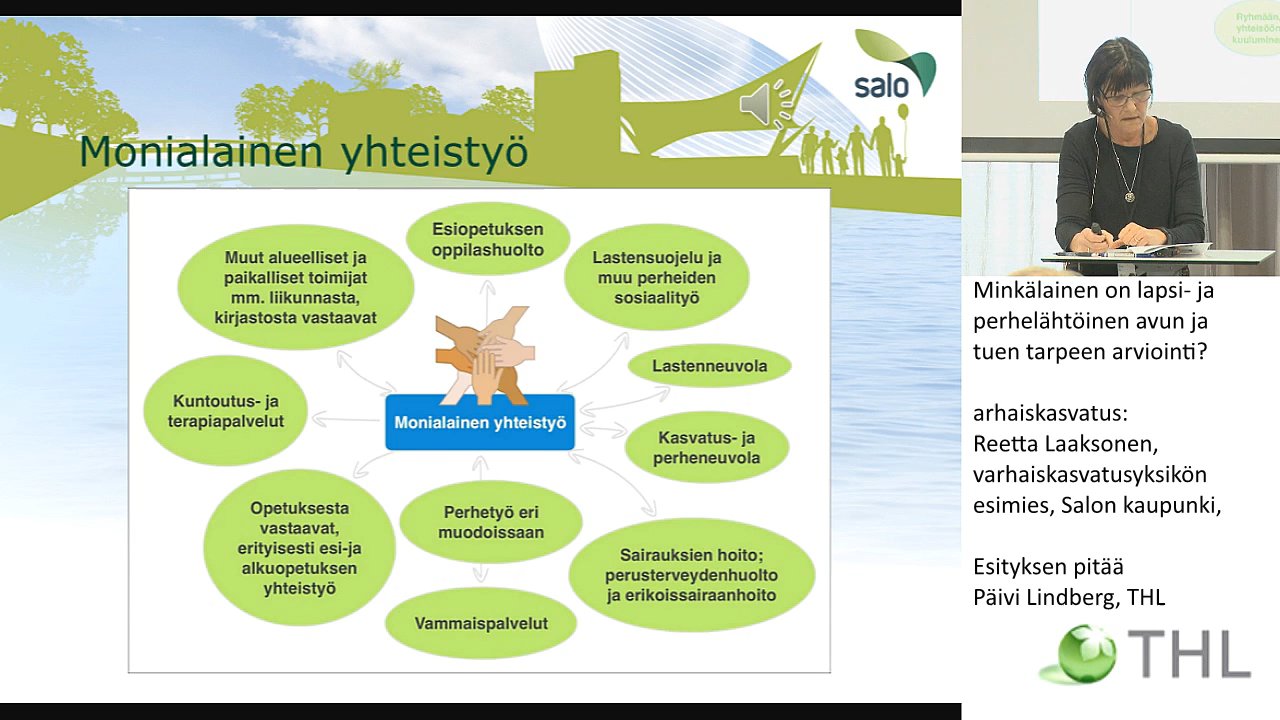 salo
Monialainen yhteistyö
Esiopetuksen
oppilashuolto
Muut alueelliset ja
paikalliset toimijat
mm. liikunnasta,
kirjastosta vastaavat
Lastensuojelu ja
muu perheiden
sosiaalityö
Lastenneuvola
Kuntoutus- ja
terapiapalvelut
Monialainen yhteistyö
Kasvatus- ja
perheneuvola
Opetuksesta
vastaavat,
erityisesti esi-ja
alkuopetuksen
yhteistyö
Perhetyö eri
muodoissaan
Sairauksien hoito;
perusterveydenhuolto
ja erikoissairaanhoito
Vammaispalvelut
Ryhmään,
yhteisöön
kuulumine
Minkälainen on lapsi- ja
perhelähtöinen avun ja
tuen tarpeen arviointi?
arhaiskasvatus:
Reetta Laaksonen,
varhaiskasvatusyksikön
esimies, Salon kaupunki,
Esityksen pitää
Päivi Lindberg, THL
THL